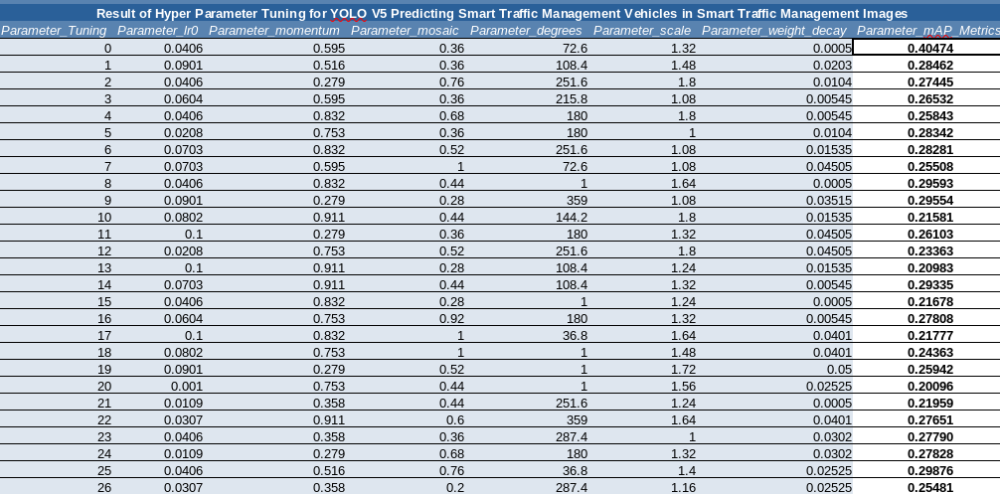 Result of Hyper Parameter Tuning for YOLO V5 Predicting Smart Traffic Management Vehicles in Smart Traffic Management Images
Parameter_Tuning Parameter_lr0 Parameter_momentum Parameter_mosaic Parameter_degrees Parameter_scale Parameter_weight_decay Parameter_mAP_Metrics
0 0.0406 0.595 0.36 72.6 1.32 0.0005 0.40474
1 0.0901 0.516 0.36 108.4 1.48 0.0203 0.28462
2 0.0406 0.279 0.76 251.6 1.8 0.0104 0.27445
3 0.0604 0.595 0.36 215.8 1.08 0.00545 0.26532
4 0.0406 0.832 0.68 180 1.8 0.00545 0.25843
5 0.0208 0.753 0.36 180 1 0.0104 0.28342
6 0.0703 0.832 0.52 251.6 1.08 0.01535 0.28281
7 0.0703 0.595 1 72.6 1.08 0.04505 0.25508
8 0.0406 0.832 0.44 1 1.64 0.0005 0.29593
9 0.0901 0.279 0.28 359 1.08 0.03515 0.29554
10 0.0802 0.911 0.44 144.2 1.8 0.01535 0.21581
11 0.1 0.279 0.36 180 1.32 0.04505 0.26103
12 0.0208 0.753 0.52 251.6 1.8 0.04505 0.23363
13 0.1 0.911 0.28 108.4 1.24 0.01535 0.20983
14 0.0703 0.911 0.44 108.4 1.32 0.00545 0.29335
15 0.0406 0.832 0.28 1 1.24 0.0005 0.21678
16 0.0604 0.753 0.92 180 1.32 0.00545 0.27808
17 0.1 0.832 1 36.8 1.64 0.0401 0.21777
18 0.0802 0.753 1 1 1.48 0.0401 0.24363
19 0.0901 0.279 0.52 1 1.72 0.05 0.25942
20 0.001 0.753 0.44 1 1.56 0.02525 0.20096
21 0.0109 0.358 0.44 251.6 1.24 0.0005 0.21959
22 0.0307 0.911 0.6 359 1.64 0.0401 0.27651
23 0.0406 0.358 0.36 287.4 1 0.0302 0.27790
24 0.0109 0.279 0.68 180 1.32 0.0302 0.27828
25 0.0406 0.516 0.76 36.8 1.4 0.02525 0.29876
26 0.0307 0.358 0.2 287.4 1.16 0.02525 0.25481